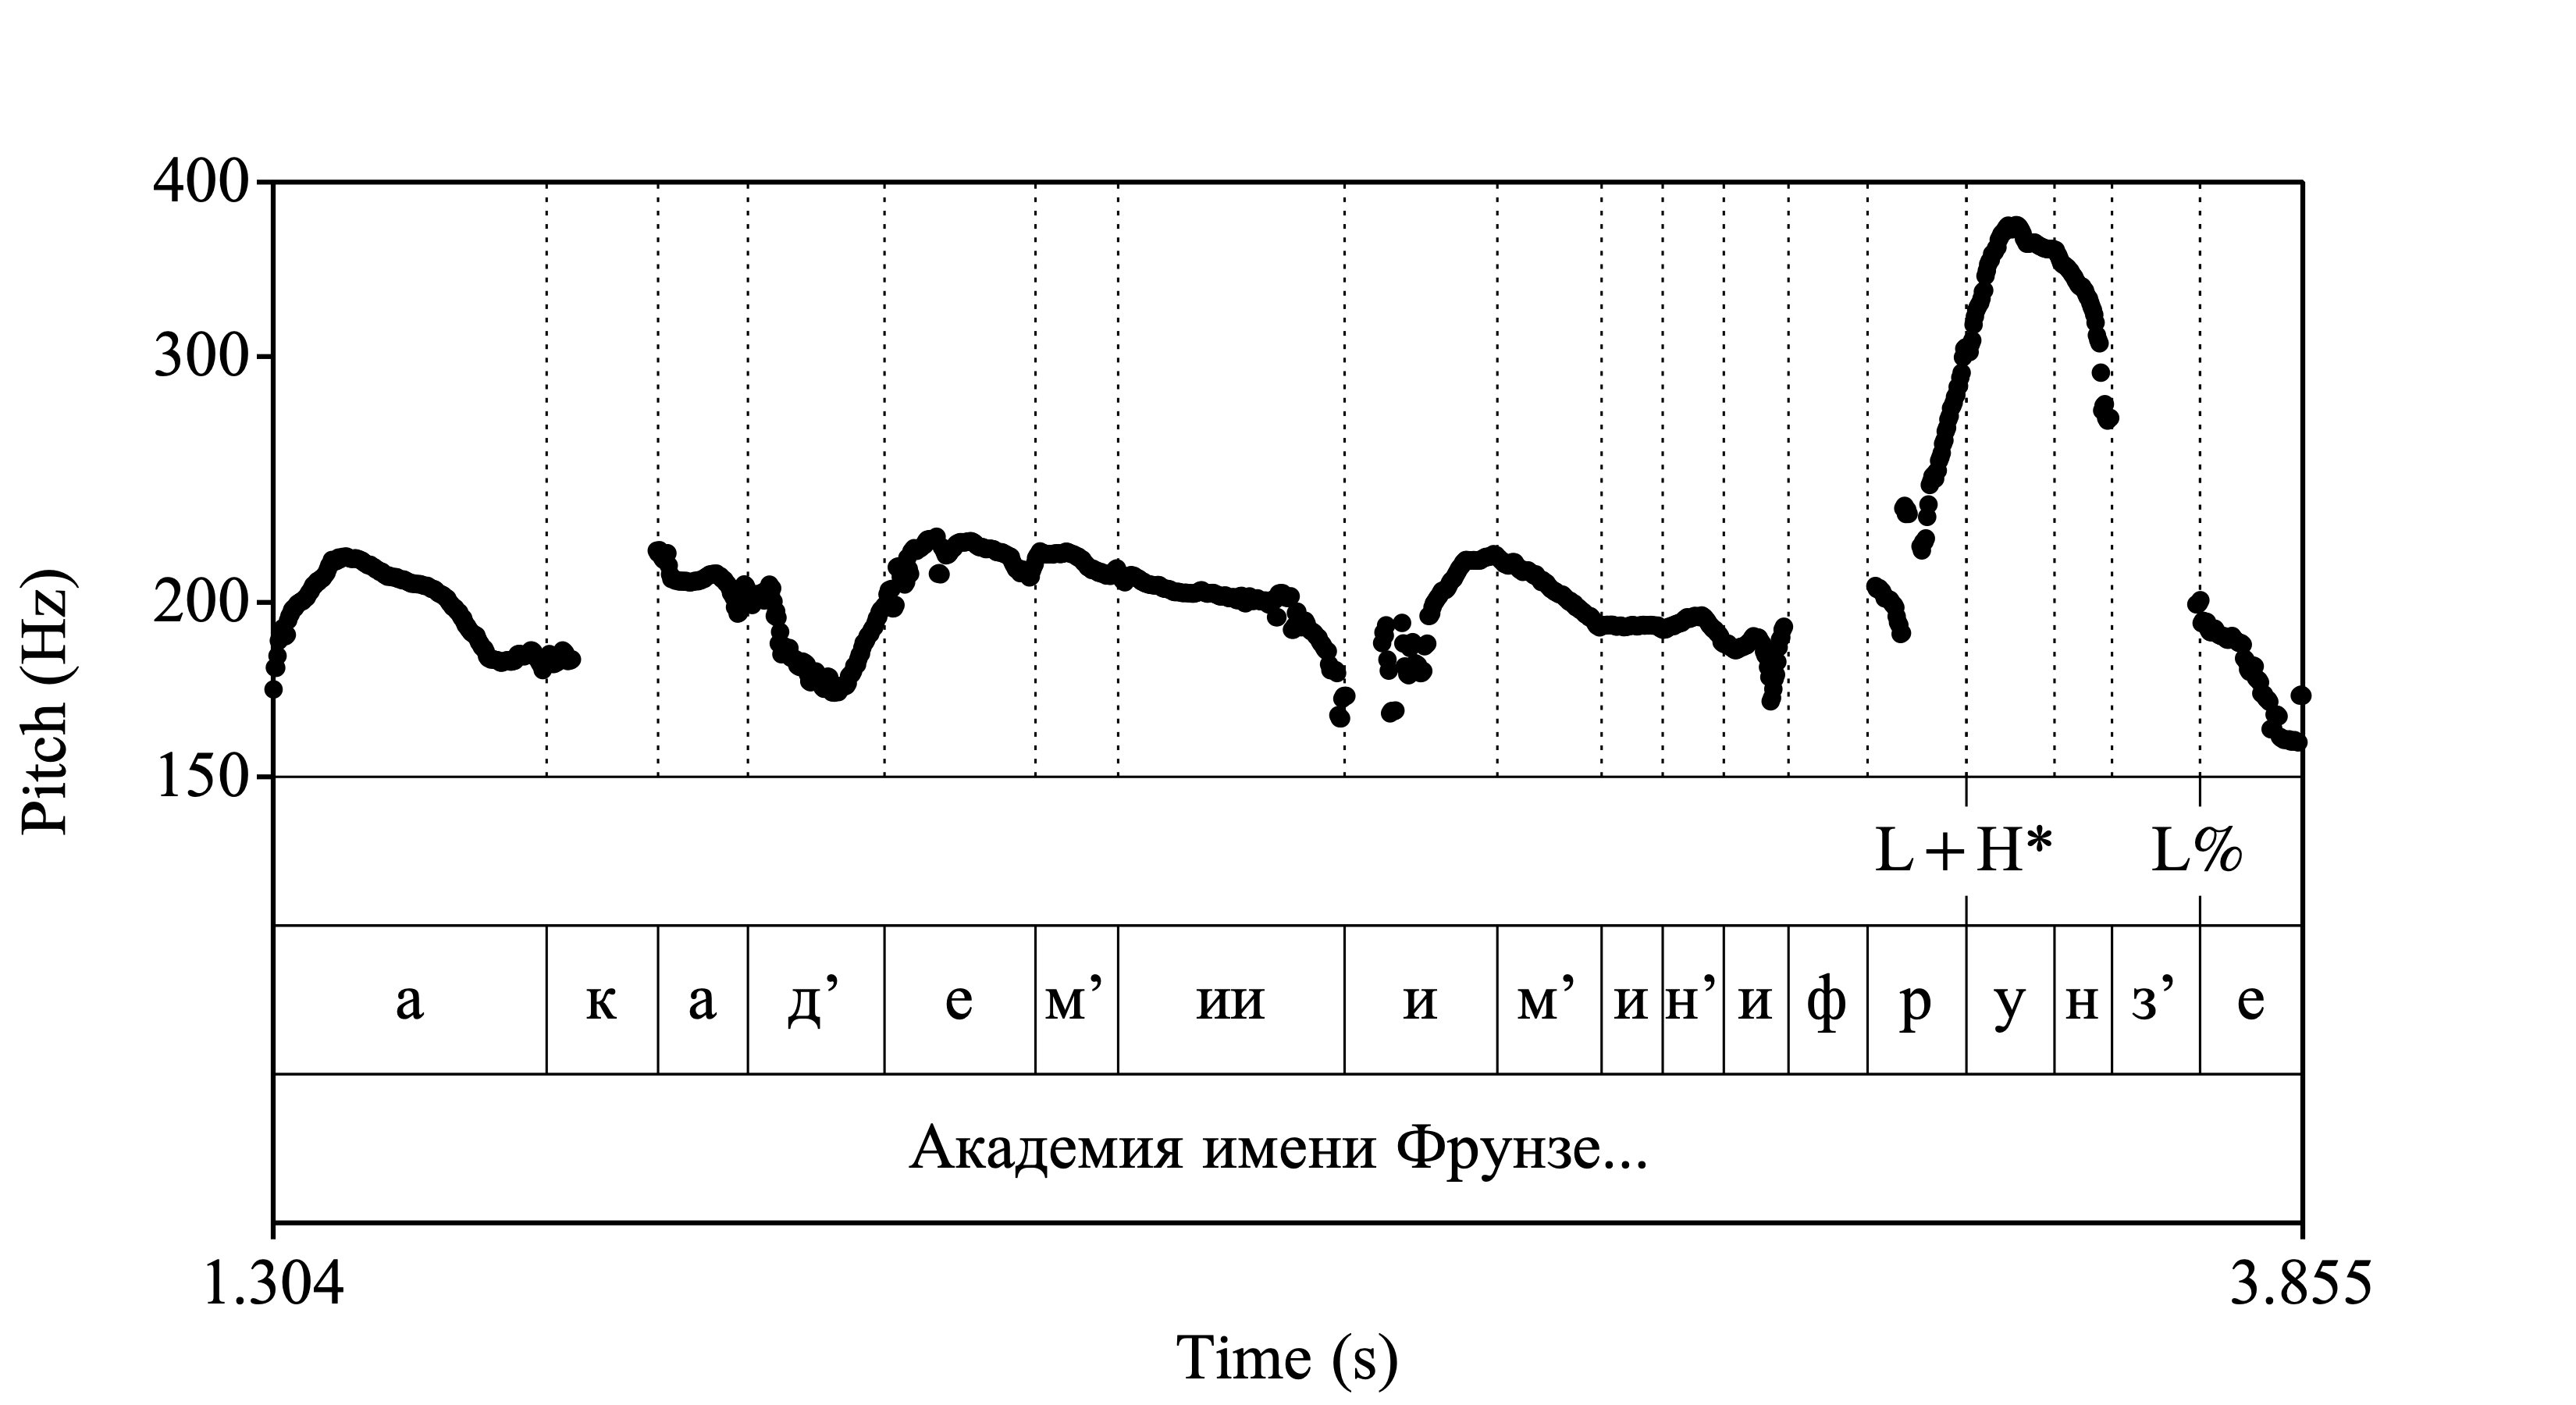 400
300
200
150
Pitch (Hz)
L+H* L%
а к а д’ е м’ ии и м’ и н’ и ф р у н з’ е
Академия имени Фрунзе...
1.304 3.855
Time (s)